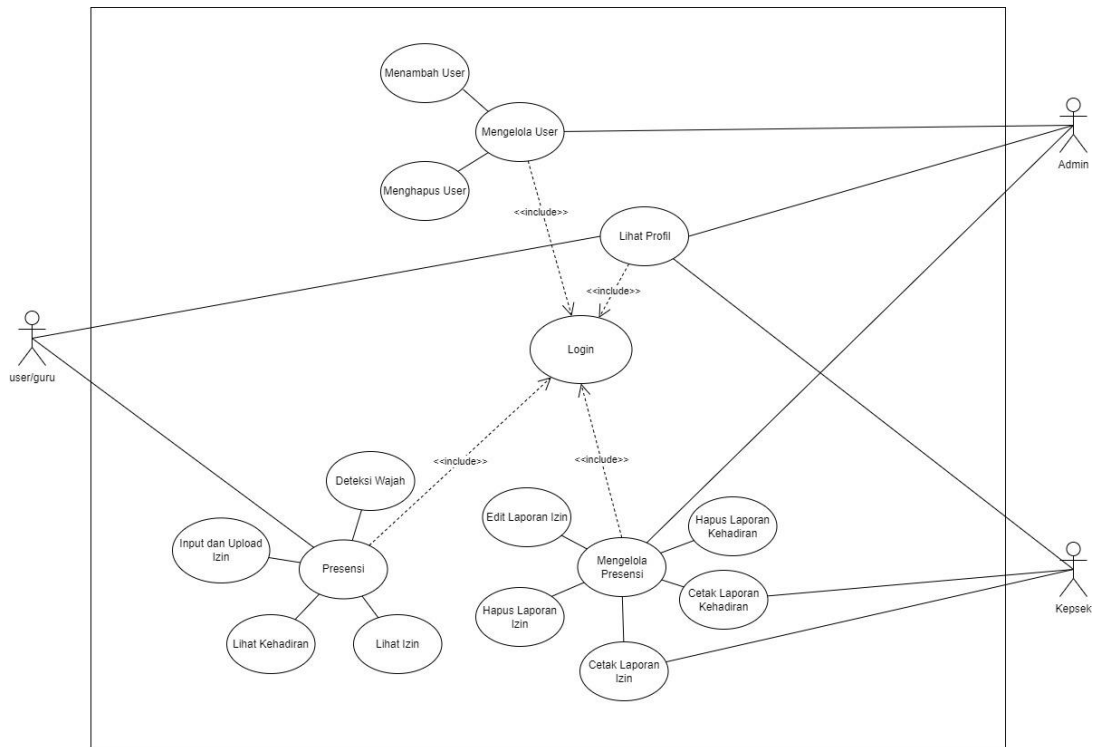 Menambah User
Mengelola User
Admin
Menghapus User
<<include>>
Lihat Profil
<<include>>
Login
user/guru
<<include>>
<<include>>
Deteksi Wajah
Edit Laporan Izin
Hapus Laporan
Kehadiran
Input dan Upload
Izin
Presensi
Mengelola
Presensi
Cetak Laporan
Kehadiran
Kepsek
Hapus Laporan
Izin
Lihat Kehadiran
Lihat Izin
Cetak Laporan
Izin